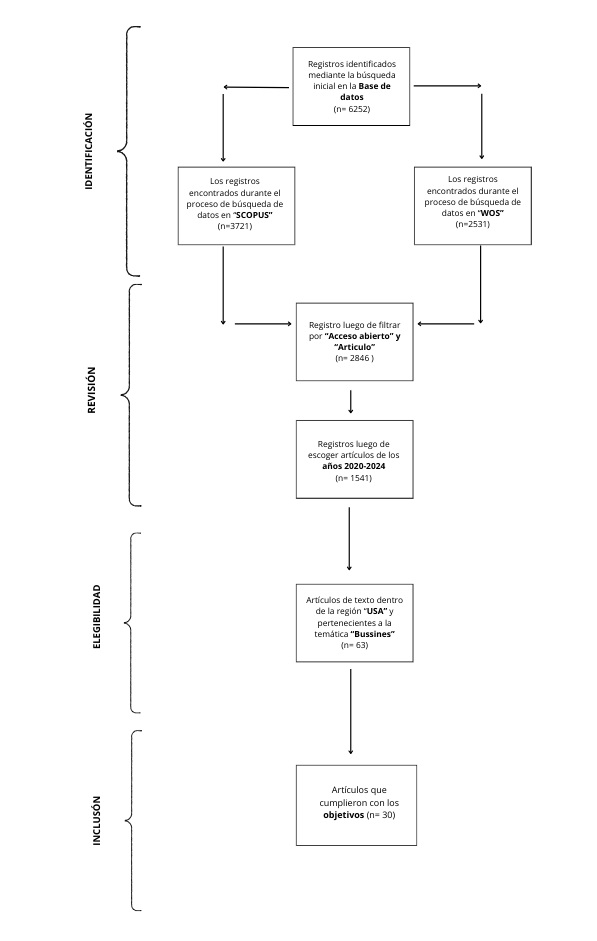 IDENTIFICACIÓN
Registros identificados
mediante la búsqueda
inicial en la Base de
datos
(n= 6252)
Los registros
encontrados durante el
proceso de búsqueda de
datos en “SCOPUS”
(n=3721)
Los registros
encontrados durante el
proceso de búsqueda de
datos en “WOS”
(n=2531)
REVISIÓN
Registro luego de filtrar
por “Acceso abierto” y
“Articulo”
(n= 2846 )
Registros luego de
escoger artículos de los
años 2020-2024
(n= 1541)
ELEGIBILIDAD
Artículos de texto dentro
de la región “USA” y
pertenecientes a la
temática “Bussines”
(n= 63)
INCLUSÓN
Artículos que
cumplieron con los
objetivos (n= 30)